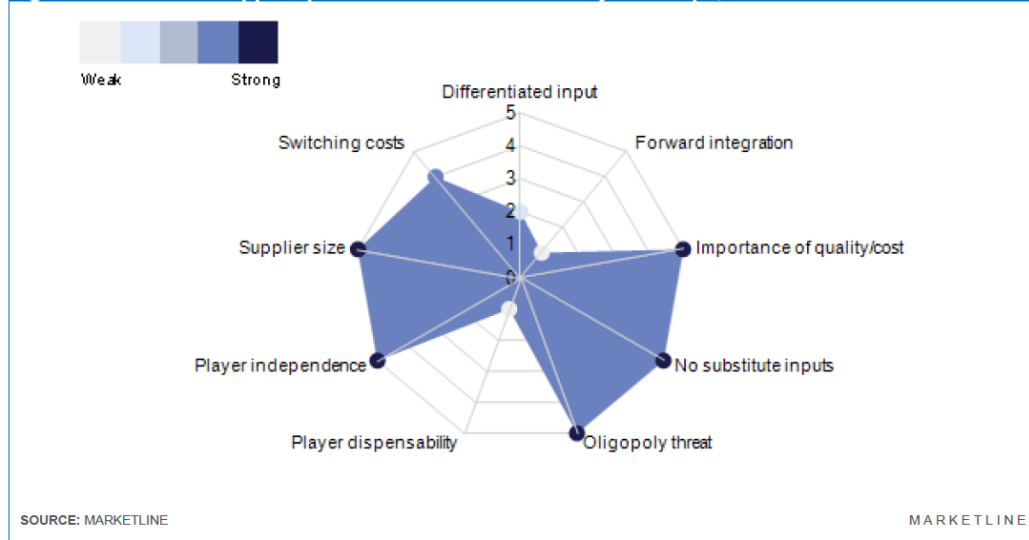 Weak
Strong
Differentiated input
5
Switching costs
Forward integration
4
3
2
Supplier size
Importance of quality/cost
1
0
Player independence
No substitute inputs
Player dispensability
Oligopoly threat
SOURCE: MARKETLINE
MARKETLINE